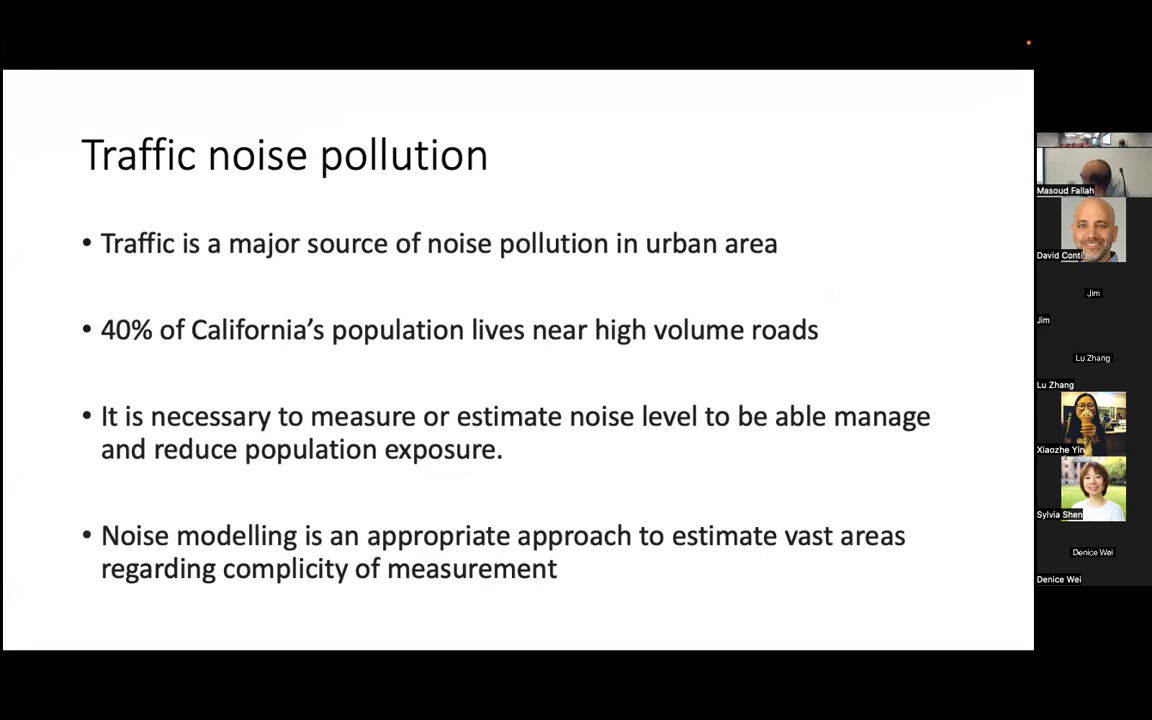 Traffic noise pollution
• Traffic is a major source of noise pollution in urban area
• 40% of California’s population lives near high volume roads
• It is necessary to measure or estimate noise level to be able manage
and reduce population exposure.
• Noise modelling is an appropriate approach to estimate vast areas
regarding complicity of measurement
Masoud Fallah
David Conti
Jim
Jim
Lu Zhang
Lu Zhang
Xiaozhe Yin
Sylvia Shen
Denice Wei
Denice Wei